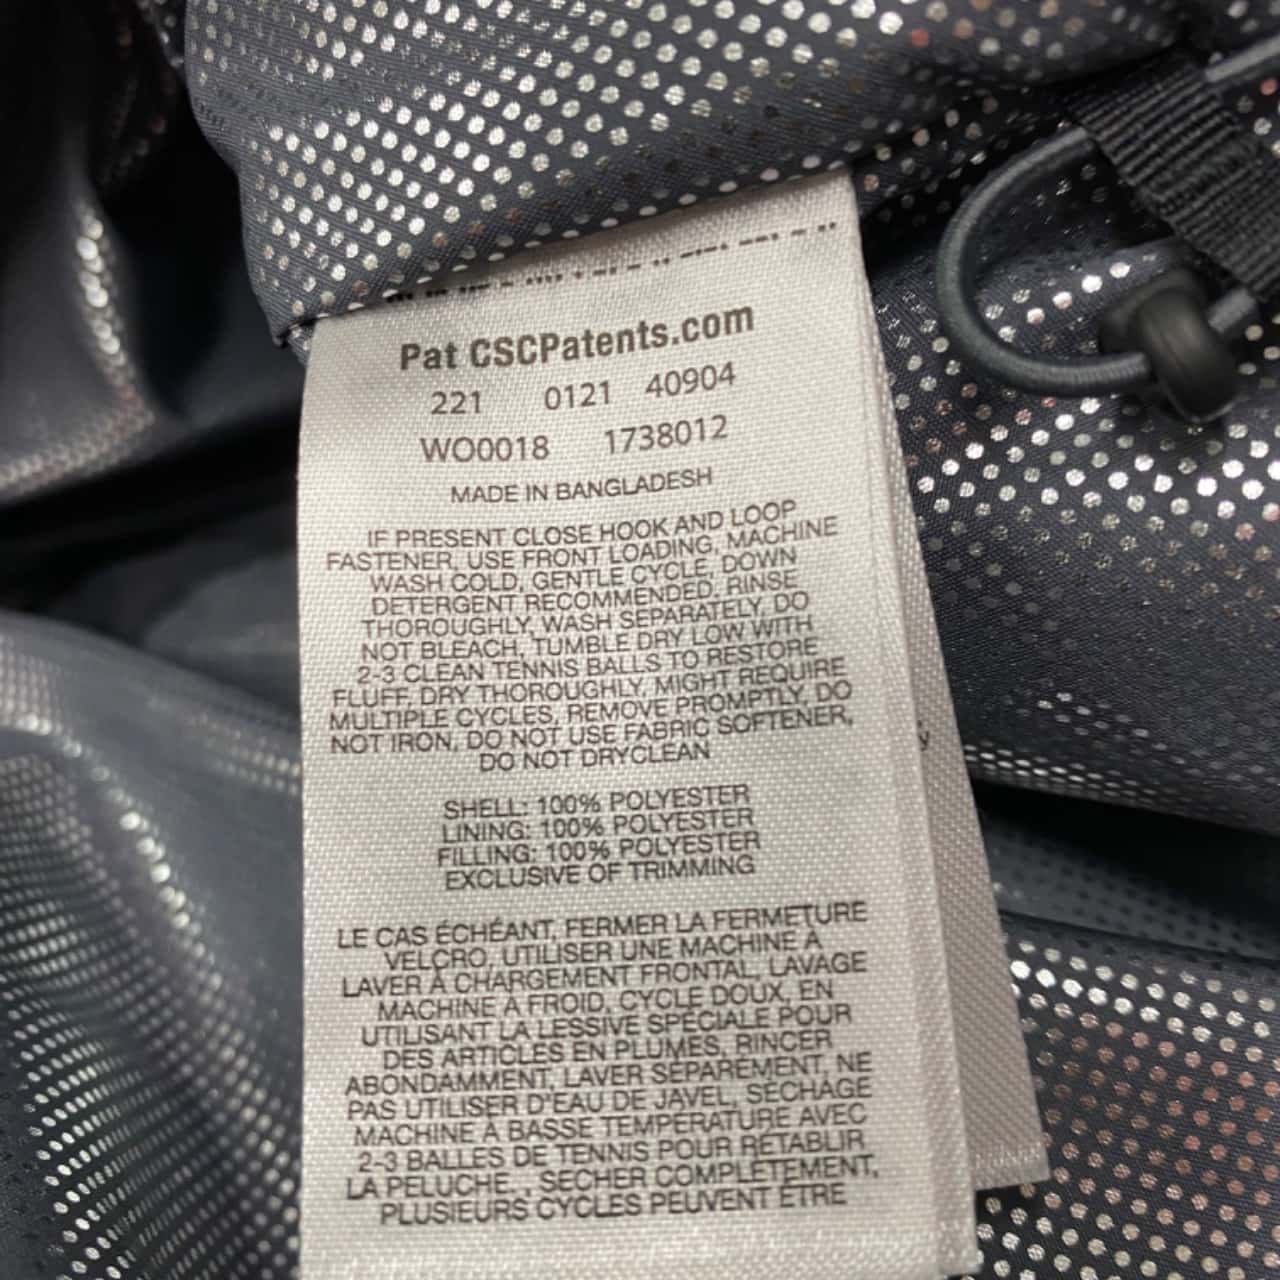 Pat CSCPatents.com
221 0121 40904
WO0018 1738012
MADE IN BANGLADESH
IF PRESENT CLOSE HOOK AND LOOP
FASTENER, USE FRONT LOADING, MACHINE
WASH COLD, GENTLE CYCLE, DOWN
DETERGENT RECOMMENDED, RINSE
THOROUGHLY, WASH SEPARATELY, DO
NOT BLEACH, TUMBLE DRY LOW WITH
2-3 CLEAN TENNIS BALLS TO RESTORE
FLUFF, DRY THOROUGHLY, MIGHT REQUIRE
MULTIPLE CYCLES, REMOVE PROMPTLY, DO
NOT IRON, DO NOT USE FABRIC SOFTENER,
DO NOT DRYCLEAN
SHELL: 100% POLYESTER
LINING: 100% POLYESTER
FILLING: 100% POLYESTER
EXCLUSIVE OF TRIMMING
LE CAS ÉCHÉANT, FERMER LA FERMETURE
VELCRO, UTILISER UNE MACHINE À
LAVER À CHARGEMENT FRONTAL, LAVAGE
MACHINE À FROID, CYCLE DOUX, EN
UTILISANT LA LESSIVE SPÉCIALE POUR
DES ARTICLES EN PLUMES, RINCER
ABONDAMMENT, LAVER SÉPAREMENT, NE
PAS UTILISER D'EAU DE JAVEL, SÉCHAGE
MACHINE À BASSE TEMPÉRATURE AVEC
2-3 BALLES DE TENNIS POUR RÉTABLIR
LA PELUCHE, , SECHER COMPLÈTEMENT,
PLUSIEURS CYCLES PEUVENT ÊTRE